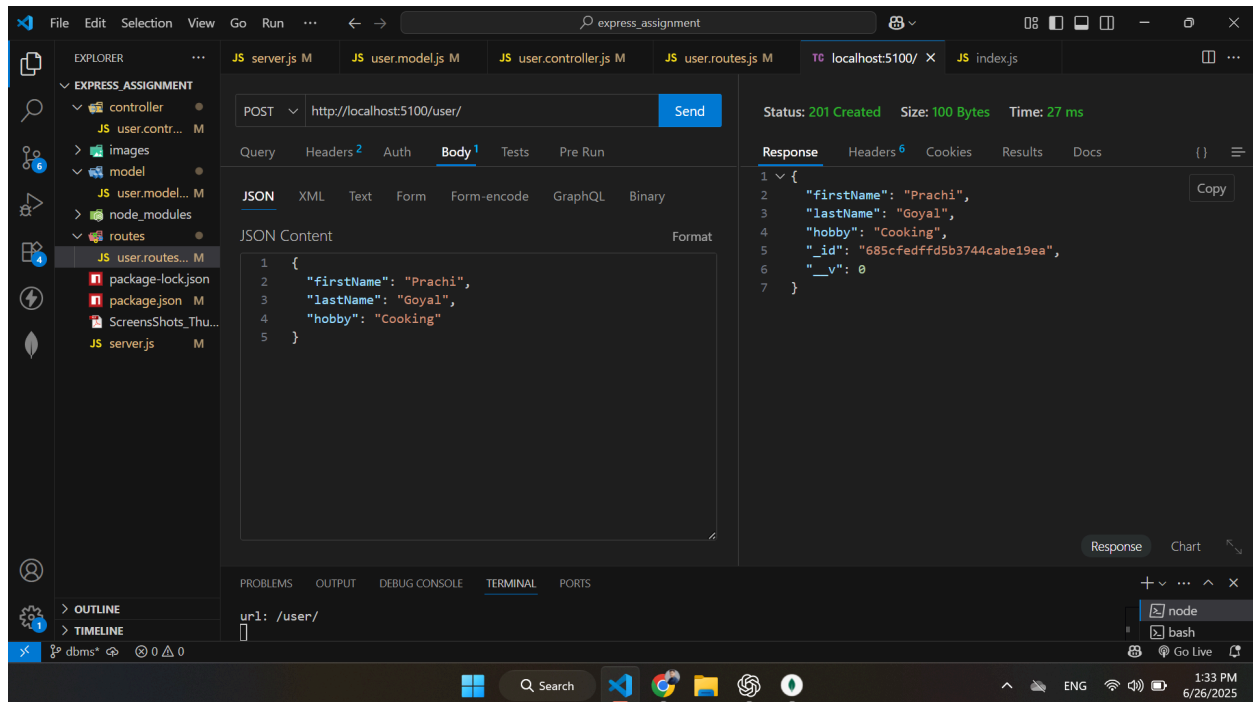 File Edit Selection View Go Run ··· express_assignment
EXPLORER ···
EXPRESS_ASSIGNMENT
controller
JS user.contr... M
images
model
JS user.model... M
node_modules
routes
JS user.routes... M
package-lock.json
package.json M
ScreensShots_Thu...
JS server.js M
OUTLINE
TIMELINE
JS server.js M JS user.model.js M JS user.controller.js M JS user.routes.js M TC localhost:5100/ JS index.js ···
POST http://localhost:5100/user/ Send
Query Headers 2 Auth Body 1 Tests Pre Run
JSON XML Text Form Form-encode GraphQL Binary
JSON Content Format
1 {
2 "firstName": "Prachi",
3 "lastName": "Goyal",
4 "hobby": "Cooking"
5 }
Status: 201 Created Size: 100 Bytes Time: 27 ms
Response Headers 6 Cookies Results Docs {}
Copy
1 {
2 "firstName": "Prachi",
3 "lastName": "Goyal",
4 "hobby": "Cooking",
5 "_id": "685cfedffd5b3744cabe19ea",
6 "__v": 0
7 }
Response Chart
PROBLEMS OUTPUT DEBUG CONSOLE TERMINAL PORTS ···
url: /user/
node
bash
6
4
1
dbms* 0 0 Go Live
Search ENG 1:33 PM
6/26/2025